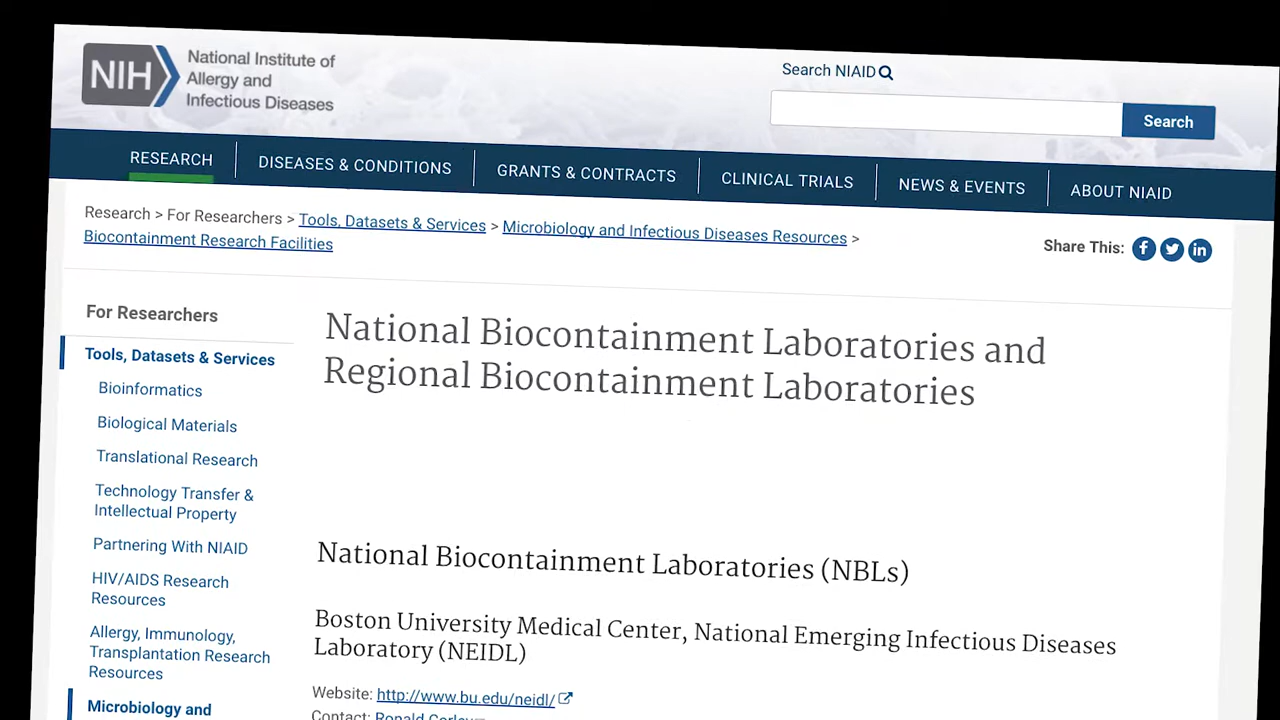 NIH
National Institute of
Allergy and
Infectious Diseases
Search NIAID
Search
RESEARCH
DISEASES & CONDITIONS
GRANTS & CONTRACTS
CLINICAL TRIALS
NEWS & EVENTS
ABOUT NIAID
Research > For Researchers > Tools, Datasets & Services > Microbiology and Infectious Diseases Resources >
Biocontainment Research Facilities
Share This:
For Researchers
Tools, Datasets & Services
Bioinformatics
Biological Materials
Translational Research
Technology Transfer &
Intellectual Property
Partnering With NIAID
HIV/AIDS Research
Resources
Allergy, Immunology,
Transplantation Research
Resources
Microbiology and
National Biocontainment Laboratories and
Regional Biocontainment Laboratories
National Biocontainment Laboratories (NBLs)
Boston University Medical Center, National Emerging Infectious Diseases
Laboratory (NEIDL)
Website: http://www.bu.edu/neidl/
Contact: Ronald